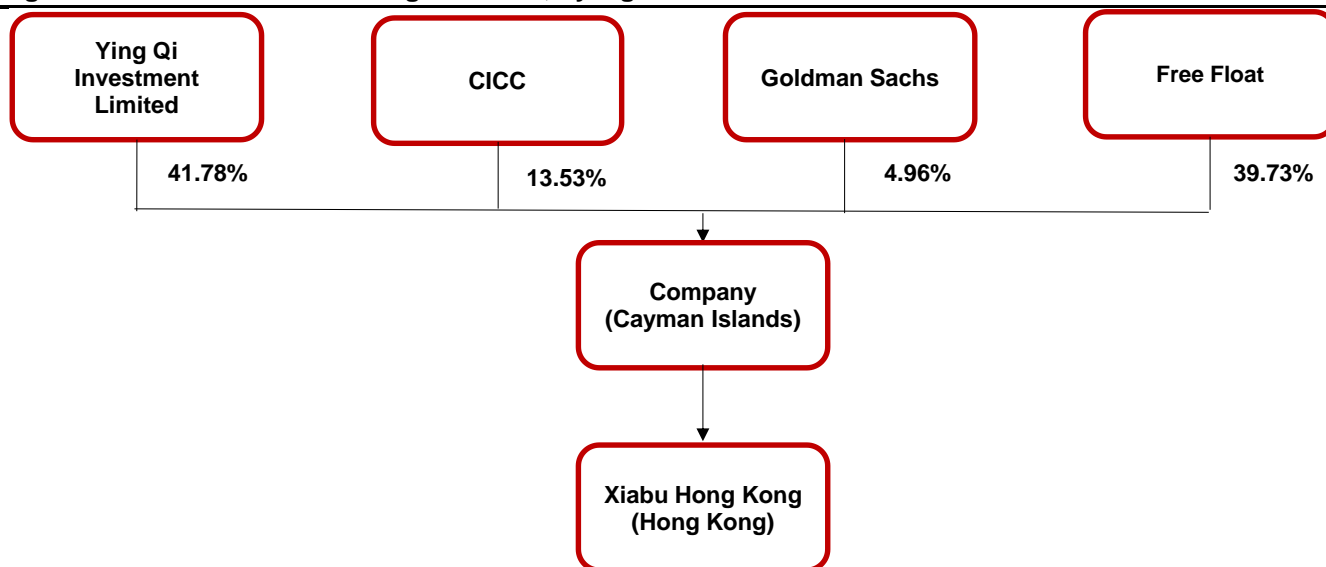 Ying Qi
Investment
Limited
CICC
Goldman Sachs
Free Float
41.78%
13.53%
4.96%
39.73%
Company
(Cayman Islands)
Xiabu Hong Kong
(Hong Kong)